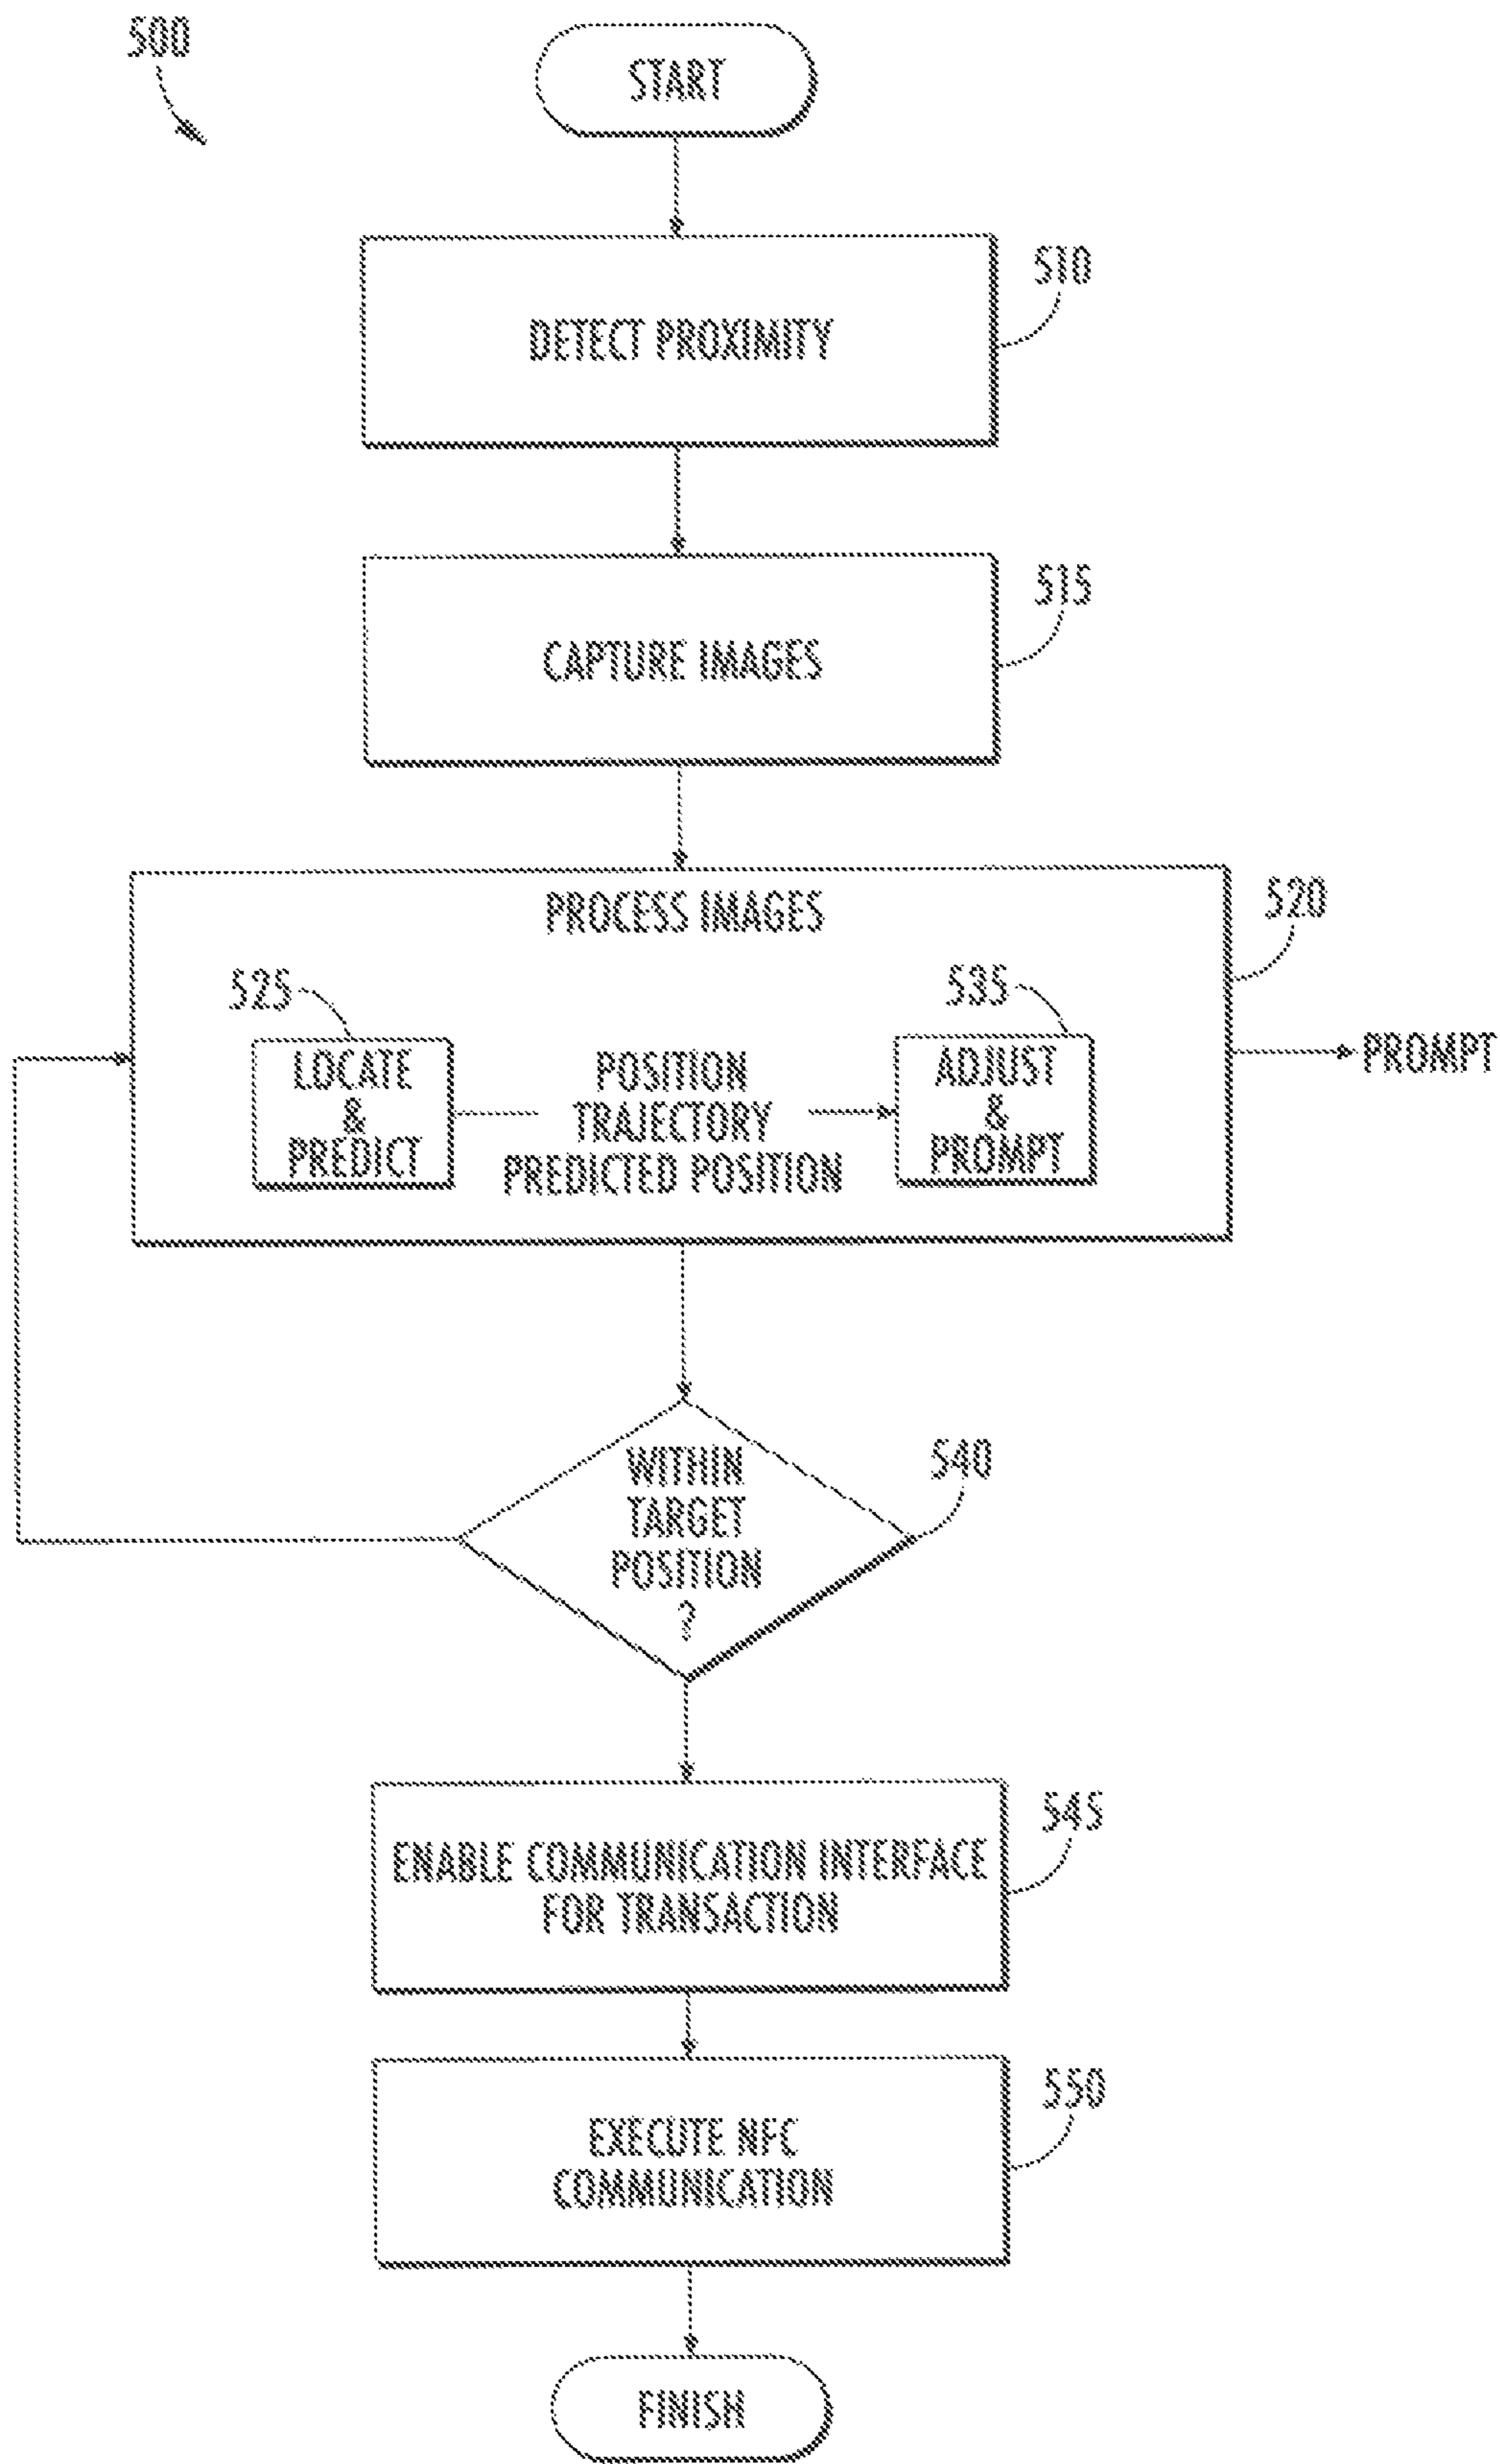 500
START
510
DETECT PROXIMITY
515
CAPTURE IMAGES
520
PROCESS IMAGES
525
535
LOCATE
&
PREDICT
POSITION
TRAJECTORY
PREDICTED POSITION
ADJUST
&
PROMPT
PROMPT
540
WITHIN
TARGET
POSITION
?
545
ENABLE COMMUNICATION INTERFACE
FOR TRANSACTION
550
EXECUTE NFC
COMMUNICATION
FINISH